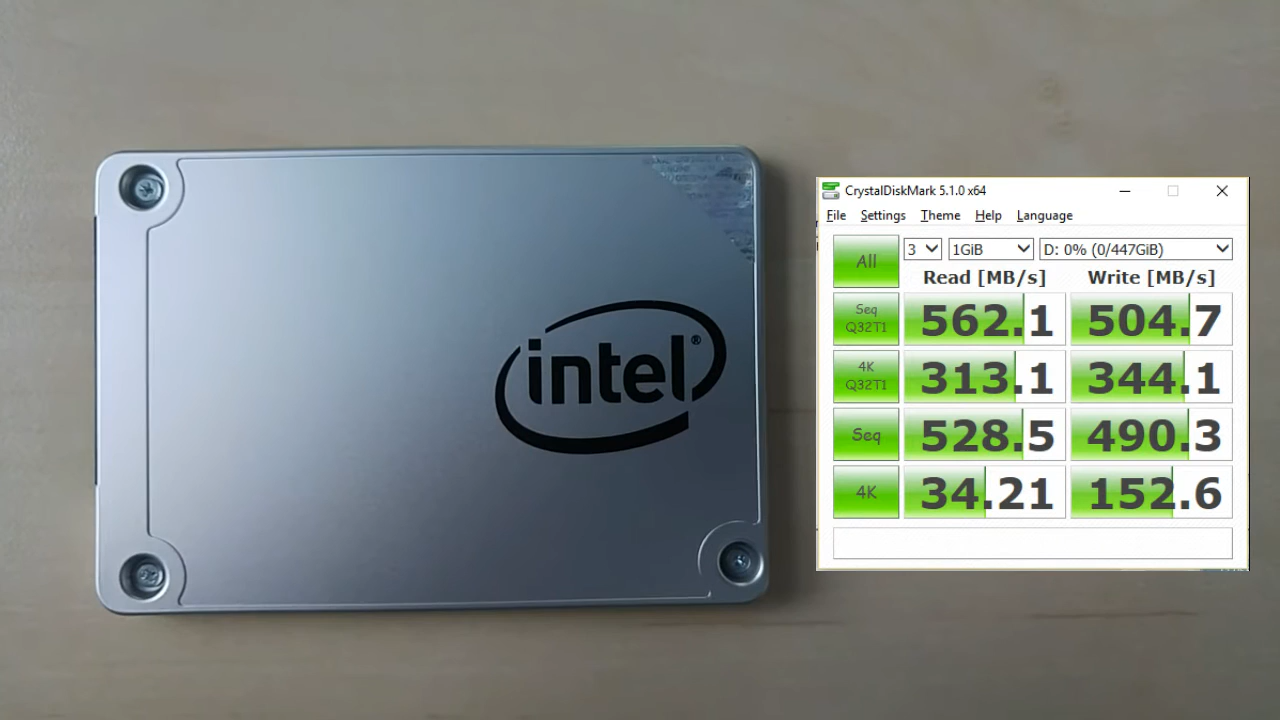 intel®
CrystalDiskMark 5.1.0 x64
File Settings Theme Help Language
All 3 1GiB D: 0% (0/447GiB)
Read [MB/s] Write [MB/s]
Seq
Q32T1 562.1 504.7
4K
Q32T1 313.1 344.1
Seq 528.5 490.3
4K 34.21 152.6